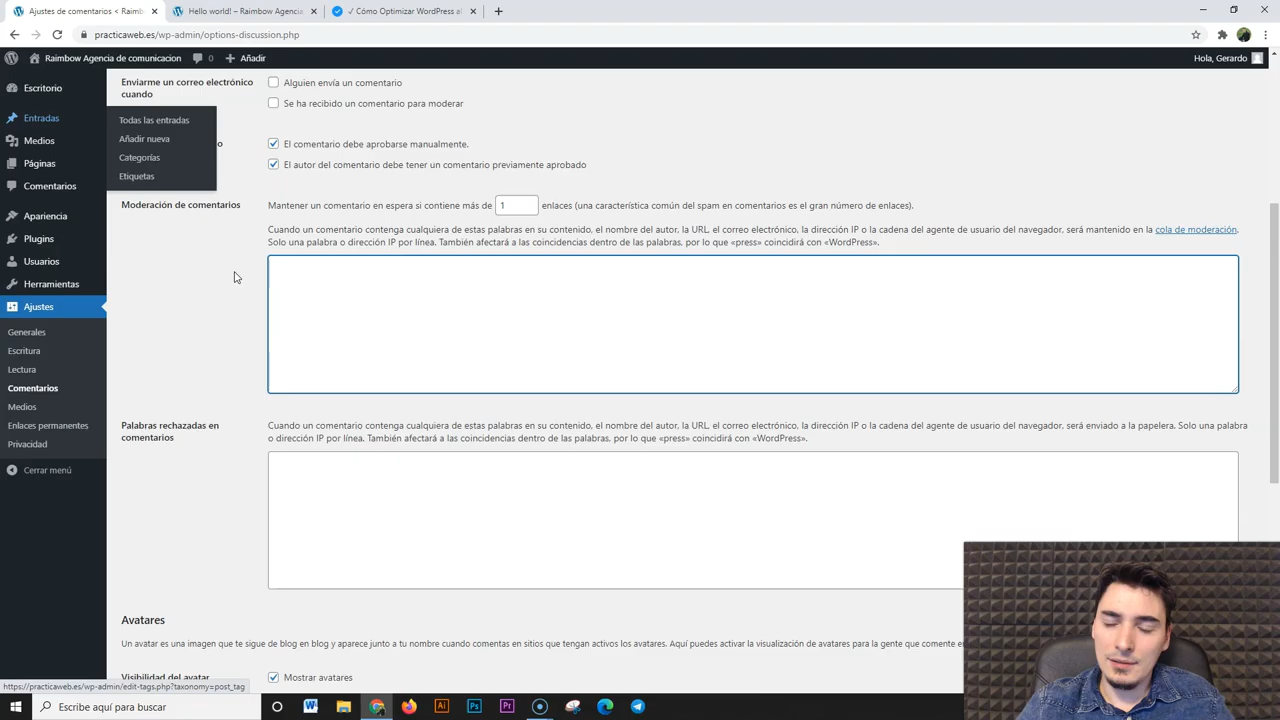 Ajustes de comentarios < Raimb
Hello world! – Raimbow Agencia
✓ Cómo Optimizar WordPress al
practicaweb.es/wp-admin/options-discussion.php
Raimbow Agencia de comunicacion
0
Añadir
Hola, Gerardo
Escritorio
Entradas
Medios
Páginas
Comentarios
Apariencia
Plugins
Usuarios
Herramientas
Ajustes
Generales
Escritura
Lectura
Comentarios
Medios
Enlaces permanentes
Privacidad
Cerrar menú
Todas las entradas
Añadir nueva
Categorías
Etiquetas
Enviarme un correo electrónico
cuando
Alguien envía un comentario
Se ha recibido un comentario para moderar
El comentario debe aprobarse manualmente.
El autor del comentario debe tener un comentario previamente aprobado
Moderación de comentarios
Mantener un comentario en espera si contiene más de 1 enlaces (una característica común del spam en comentarios es el gran número de enlaces).
Cuando un comentario contenga cualquiera de estas palabras en su contenido, el nombre del autor, la URL, el correo electrónico, la dirección IP o la cadena del agente de usuario del navegador, será mantenido en la cola de moderación.
Solo una palabra o dirección IP por línea. También afectará a las coincidencias dentro de las palabras, por lo que «press» coincidirá con «WordPress».
Palabras rechazadas en
comentarios
Cuando un comentario contenga cualquiera de estas palabras en su contenido, el nombre del autor, la URL, el correo electrónico, la dirección IP o la cadena del agente de usuario del navegador, será enviado a la papelera. Solo una palabra
o dirección IP por línea. También afectará a las coincidencias dentro de las palabras, por lo que «press» coincidirá con «WordPress».
Avatares
Un avatar es una imagen que te sigue de blog en blog y aparece junto a tu nombre cuando comentas en sitios que tengan activos los avatares. Aquí puedes activar la visualización de avatares para la gente que comente e
Visibilidad del avatar
Mostrar avatares
https://practicaweb.es/wp-admin/edit-tags.php?taxonomy=post_tag
Escribe aquí para buscar